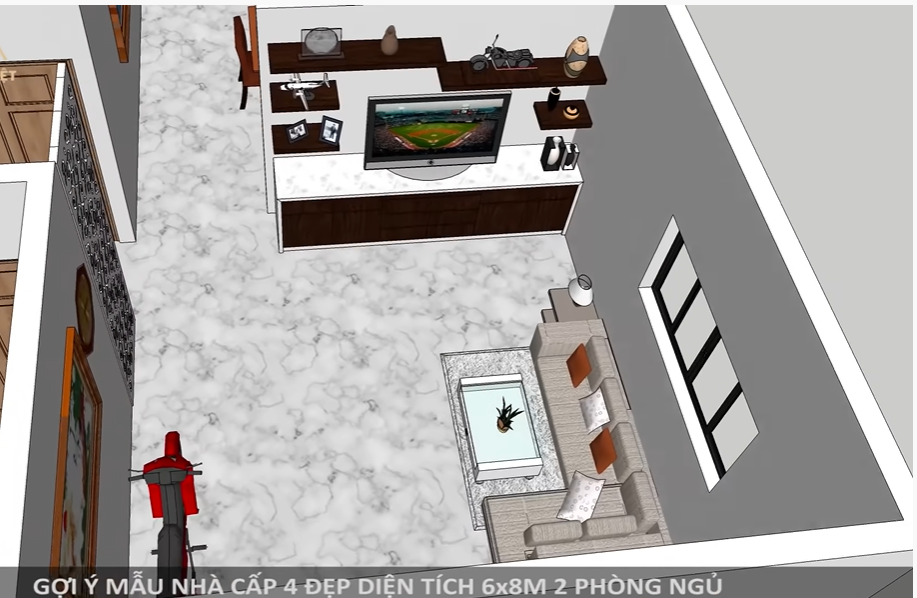 GỢI Ý MẪU NHÀ CẤP 4 ĐẸP DIỆN TÍCH 6x8M 2 PHÒNG NGỦ